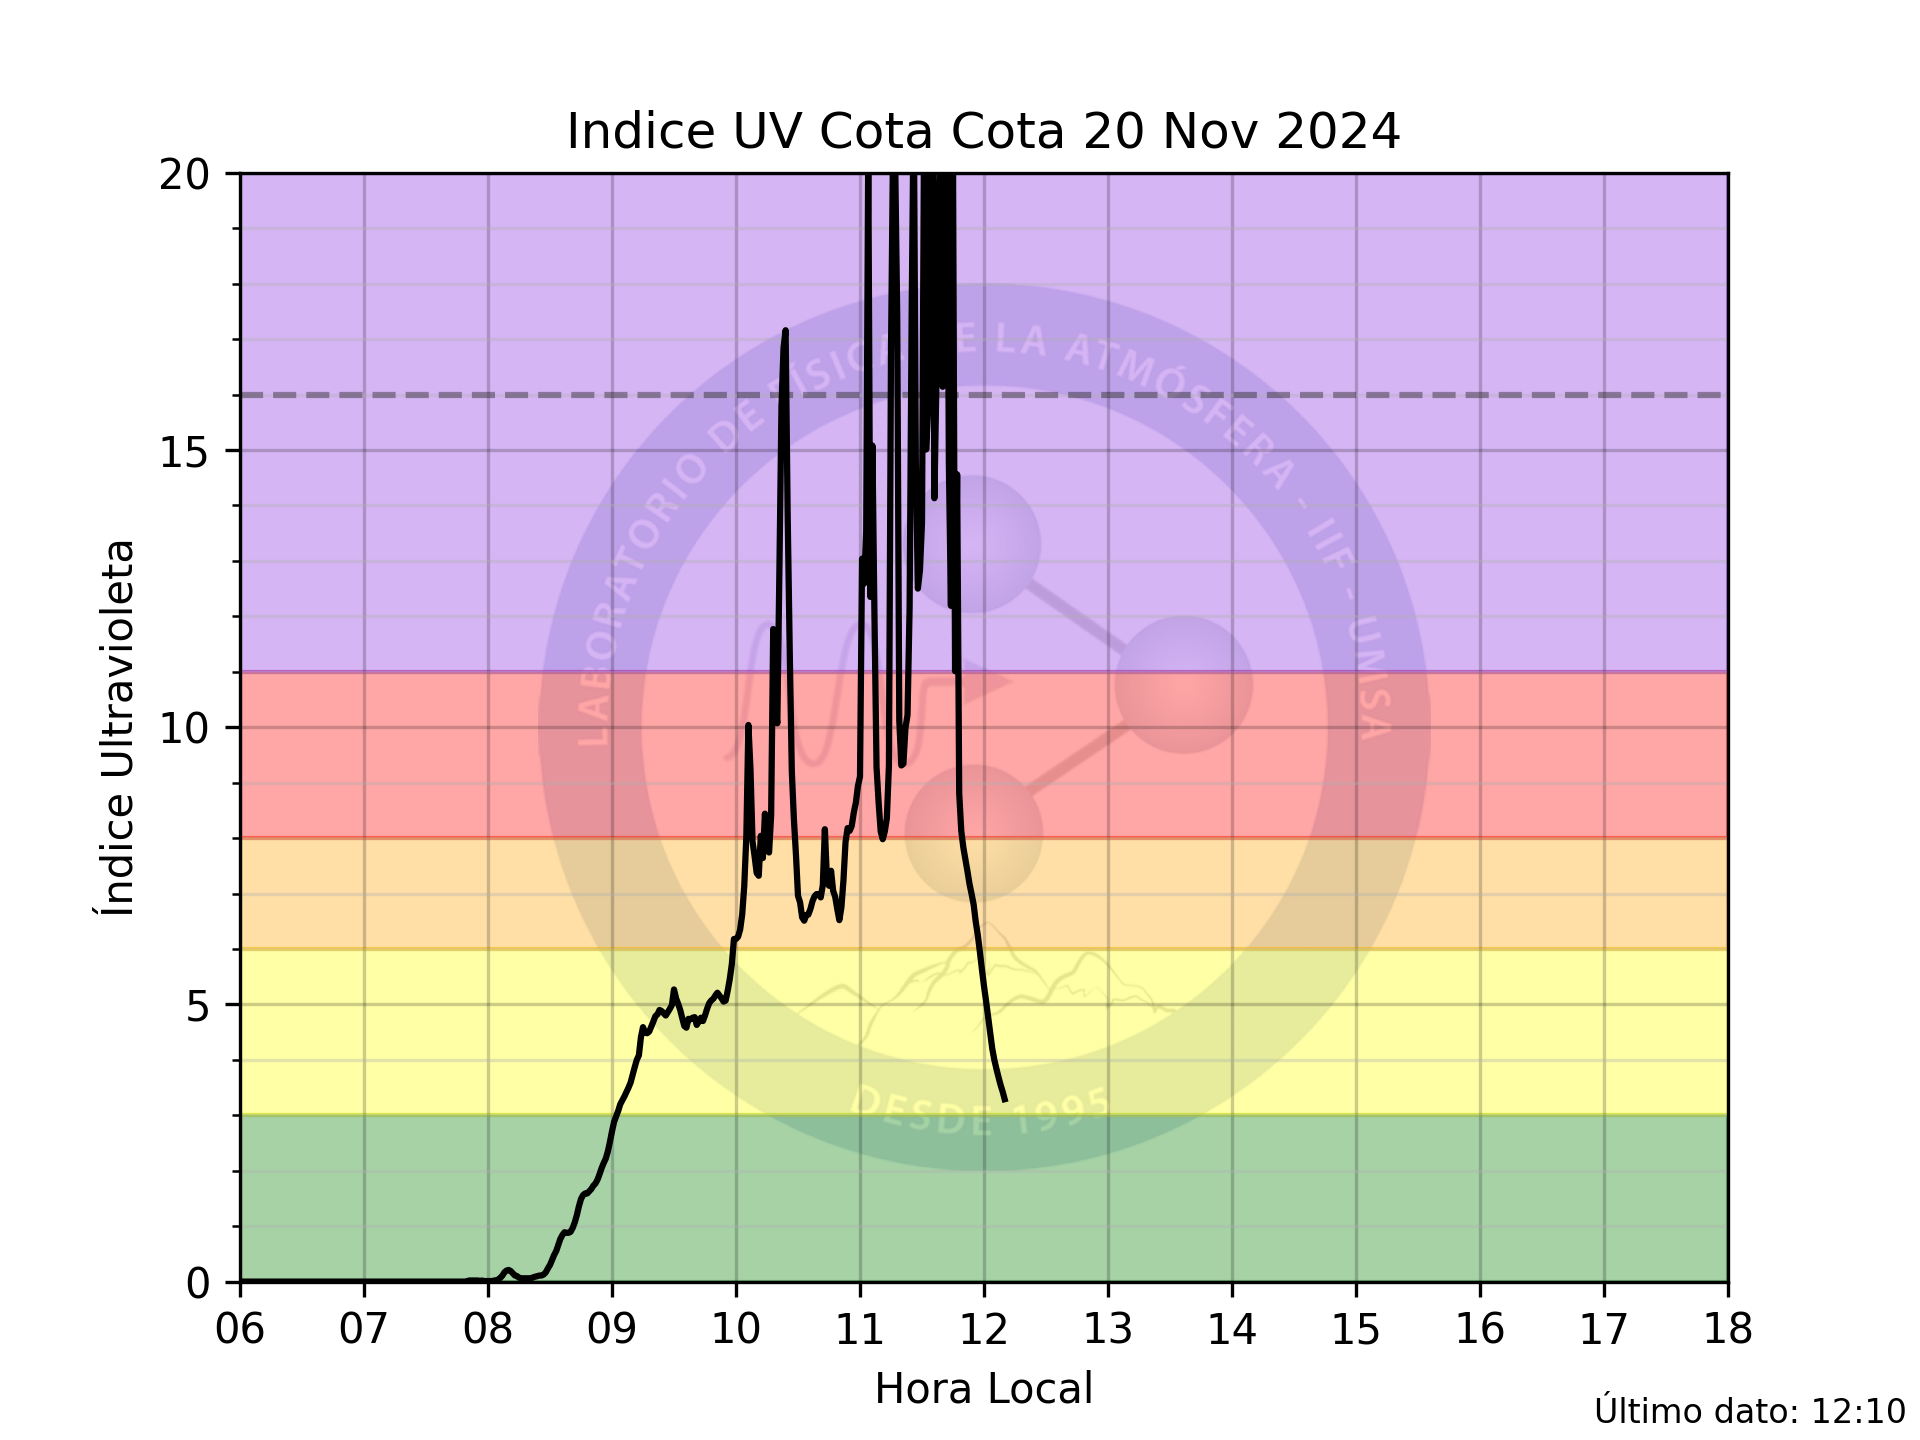 Indice UV Cota Cota 20 Nov 2024
20
15
10
5
0
Índice Ultravioleta
LABORATORIO DE FÍSICA DE LA ATMÓSFERA - IIF - UMSA
DESDE 1995
06 07 08 09 10 11 12 13 14 15 16 17 18
Hora Local
Último dato: 12:10